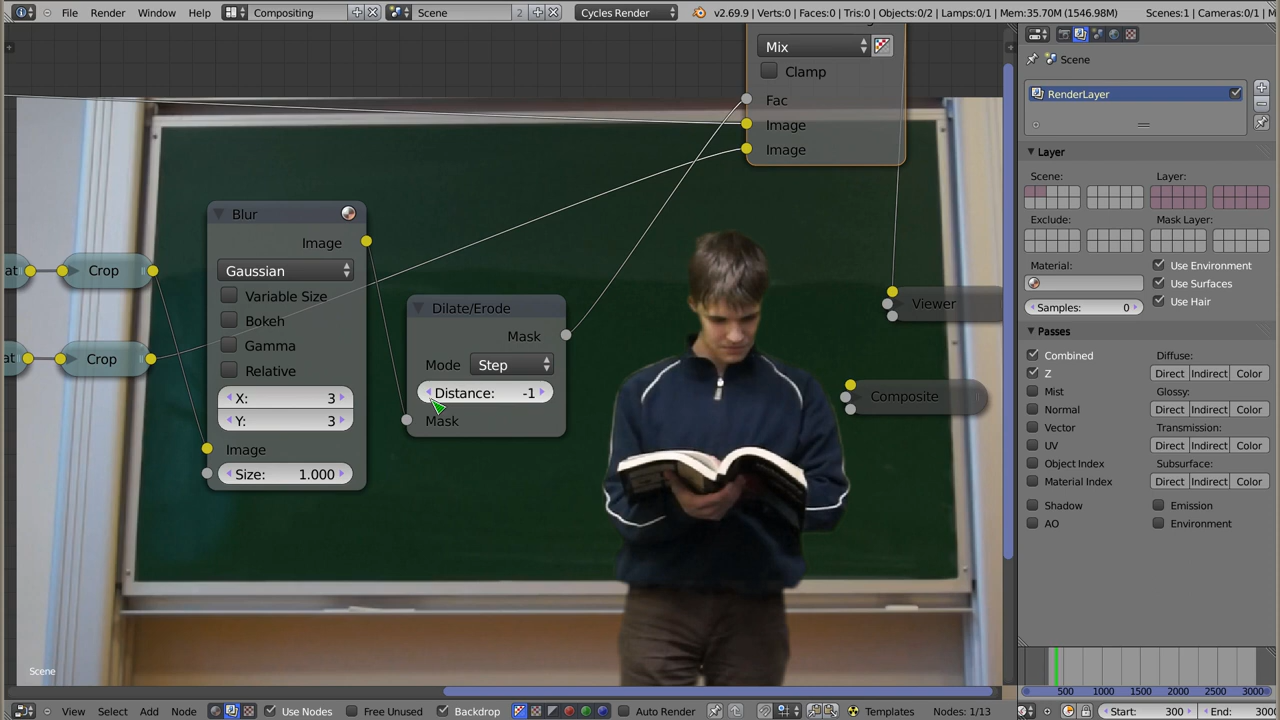 File Render Window Help Compositing Scene 2 Cycles Render v2.69.9 | Verts:0 | Faces:0 | Tris:0 | Objects:0/2 | Lamps:0/1 | Mem:35.70M (1546.98M) Scenes:1 | Cameras:0/1 |
Mix
Clamp
Fac
Image
Image
Blur
Image
Gaussian
Variable Size
Bokeh
Gamma
Relative
X: 3
Y: 3
Image
Size: 1.000
at
Crop
at
Crop
Dilate/Erode
Mask
Mode Step
Distance: -1
Mask
Viewer
Composite
Scene
Scene
RenderLayer
Layer
Scene: Layer:
Exclude: Mask Layer:
Material: Use Environment
Use Surfaces
Samples: 0 Use Hair
Passes
Combined Diffuse:
Z Direct Indirect Color
Mist Glossy:
Normal Direct Indirect Color
Vector Transmission:
UV Direct Indirect Color
Object Index Subsurface:
Material Index Direct Indirect Color
Shadow Emission
AO Environment
500 1000 1500 2000 2500 3000
View Select Add Node Use Nodes Free Unused Backdrop Auto Render Templates Nodes: 1/13
Start: 300 End: 300